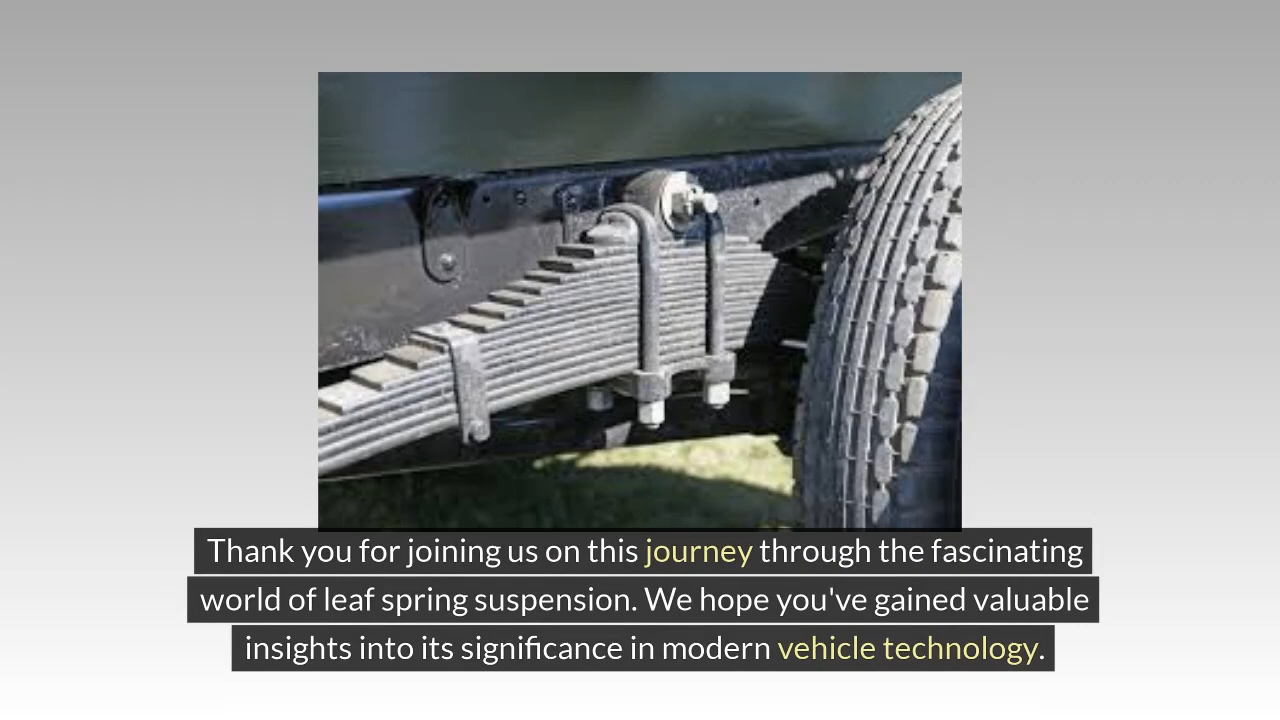 Thank you for joining us on this journey through the fascinating
world of leaf spring suspension. We hope you've gained valuable
insights into its significance in modern vehicle technology.